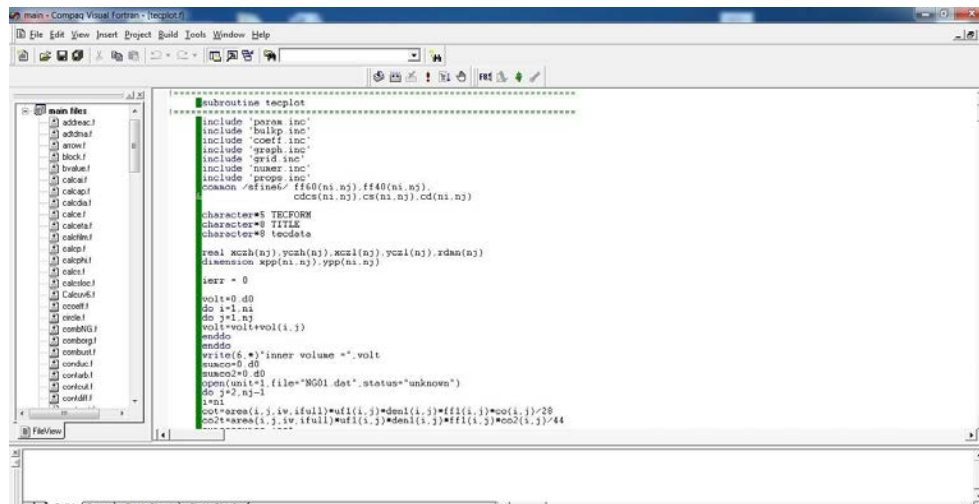 main - Compaq Visual Fortran - [tecplot.f]
File Edit View Insert Project Build Tools Window Help
main files
addreac.f
adtdma.f
arrow.f
block.f
bvalue.f
calcai.f
calcap.f
calcdia.f
calce.f
calceta.f
calcfilm.f
calcp.f
calcphi.f
calcs.f
calcsloc.f
Calcuv6.f
ccoeff.f
circle.f
combNG.f
comborg.f
combust.f
conduc.f
contarb.f
contcut.f
contdiff.f
FileView
subroutine tecplot
include 'param.inc'
include 'bulkp.inc'
include 'coeff.inc'
include 'graph.inc'
include 'grid.inc'
include 'numer.inc'
include 'props.inc'
common /sfine6/ ff60(ni,nj),ff40(ni,nj),
cdcs(ni,nj),cs(ni,nj),cd(ni,nj)
character*5 TECFORM
character*8 TITLE
character*8 tecdata
real xczh(nj),yczh(nj),xczl(nj),yczl(nj),rdmn(nj)
dimension xpp(ni,nj),ypp(ni,nj)
ierr = 0
volt=0.d0
do i=1,ni
do j=1,nj
volt=volt+vol(i,j)
enddo
enddo
write(6,*)"inner volume =",volt
sumco=0.d0
sumco2=0.d0
open(unit=1,file="NG01.dat",status="unknown")
do j=2,nj-1
i=ni
cot=area(i,j,iw,ifull)*uf1(i,j)*den1(i,j)*ff1(i,j)*co(i,j)/28
co2t=area(i,j,iw,ifull)*uf1(i,j)*den1(i,j)*ff1(i,j)*co2(i,j)/44